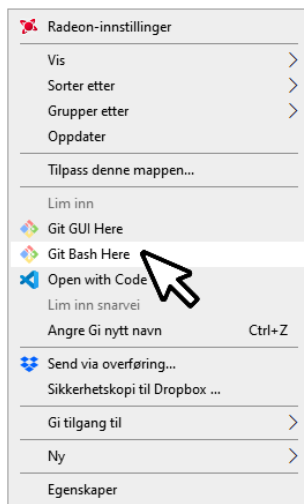 Radeon-innstillinger
Vis
Sorter etter
Grupper etter
Oppdater
Tilpass denne mappen...
Lim inn
Git GUI Here
Git Bash Here
Open with Code
Lim inn snarvei
Angre Gi nytt navn Ctrl+Z
Send via overføring...
Sikkerhetskopi til Dropbox ...
Gi tilgang til
Ny
Egenskaper